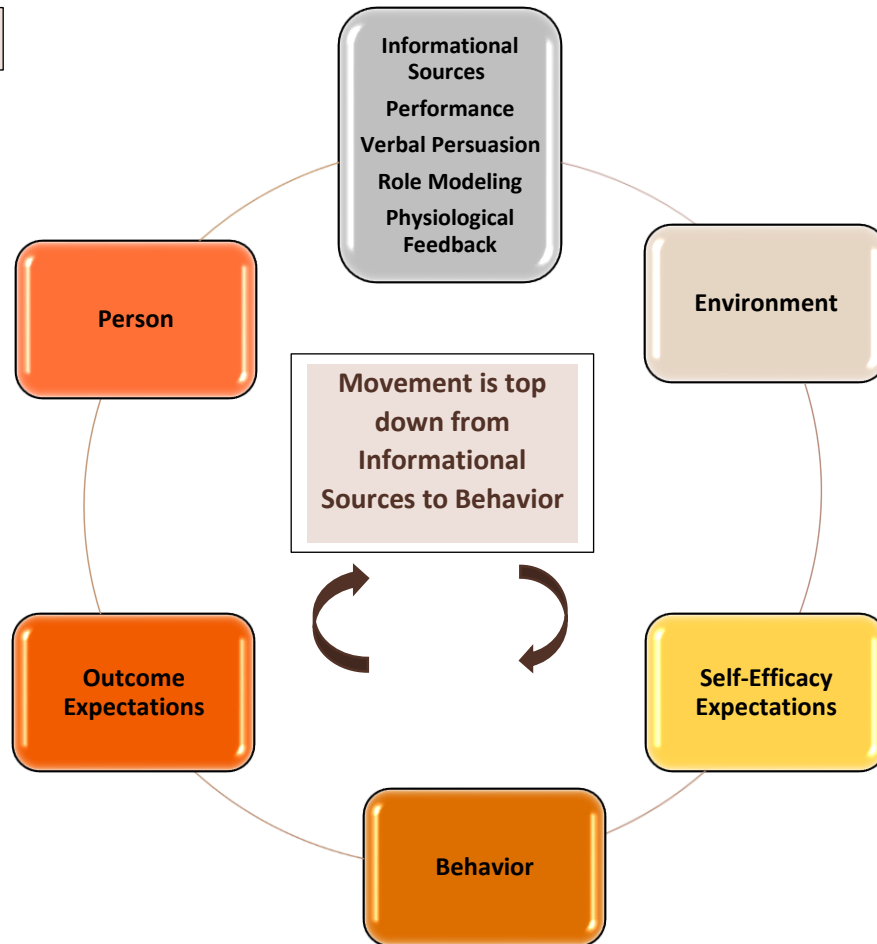 Informational
Sources
Performance
Verbal Persuasion
Role Modeling
Physiological
Feedback
Person
Environment
Movement is top
down from
Informational
Sources to Behavior
Outcome
Expectations
Self-Efficacy
Expectations
Behavior